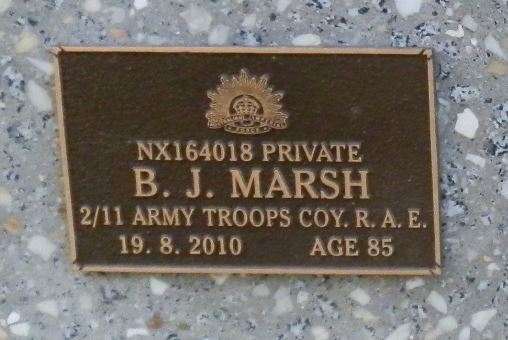 NX164018 PRIVATE
B. J. MARSH
2/11 ARMY TROOPS COY. R. A. E.
19. 8. 2010 AGE 85